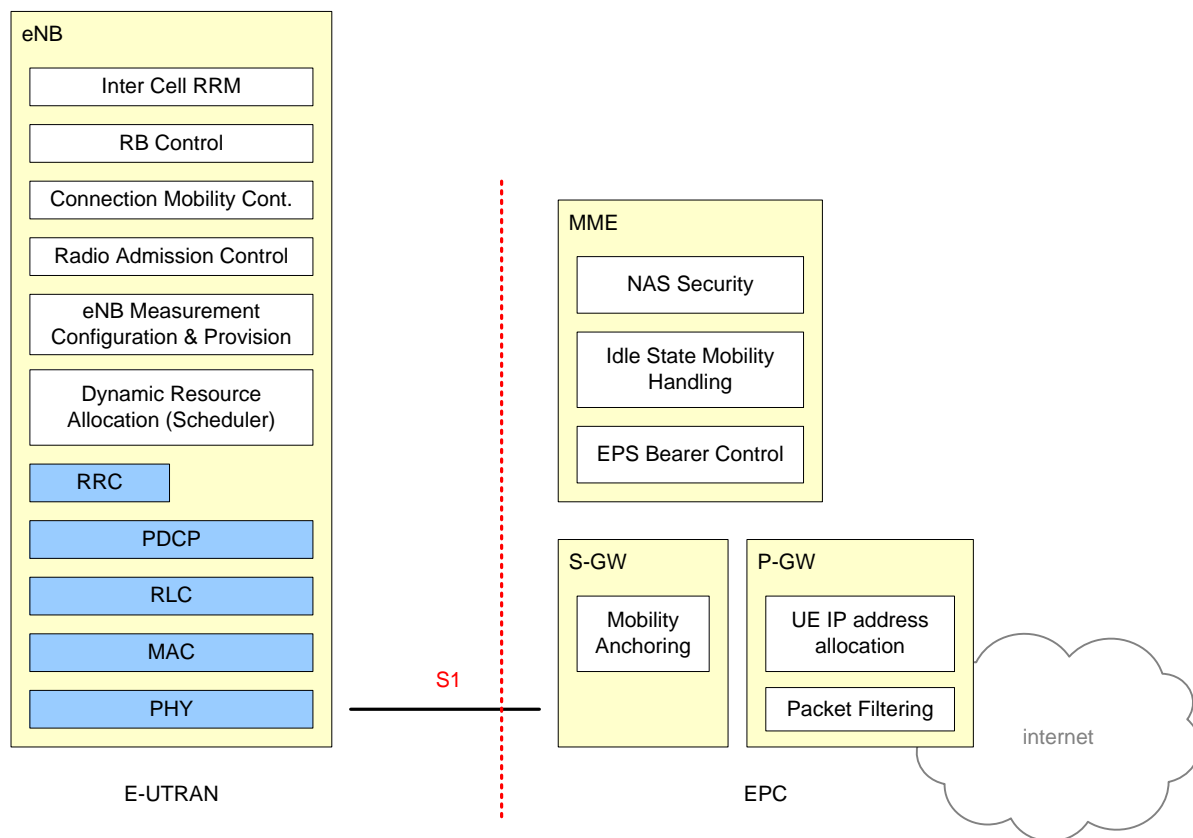 eNB
Inter Cell RRM
RB Control
Connection Mobility Cont.
Radio Admission Control
eNB Measurement
Configuration & Provision
Dynamic Resource
Allocation (Scheduler)
RRC
PDCP
RLC
MAC
PHY
S1
MME
NAS Security
Idle State Mobility
Handling
EPS Bearer Control
S-GW
Mobility
Anchoring
P-GW
UE IP address
allocation
Packet Filtering
internet
E-UTRAN
EPC